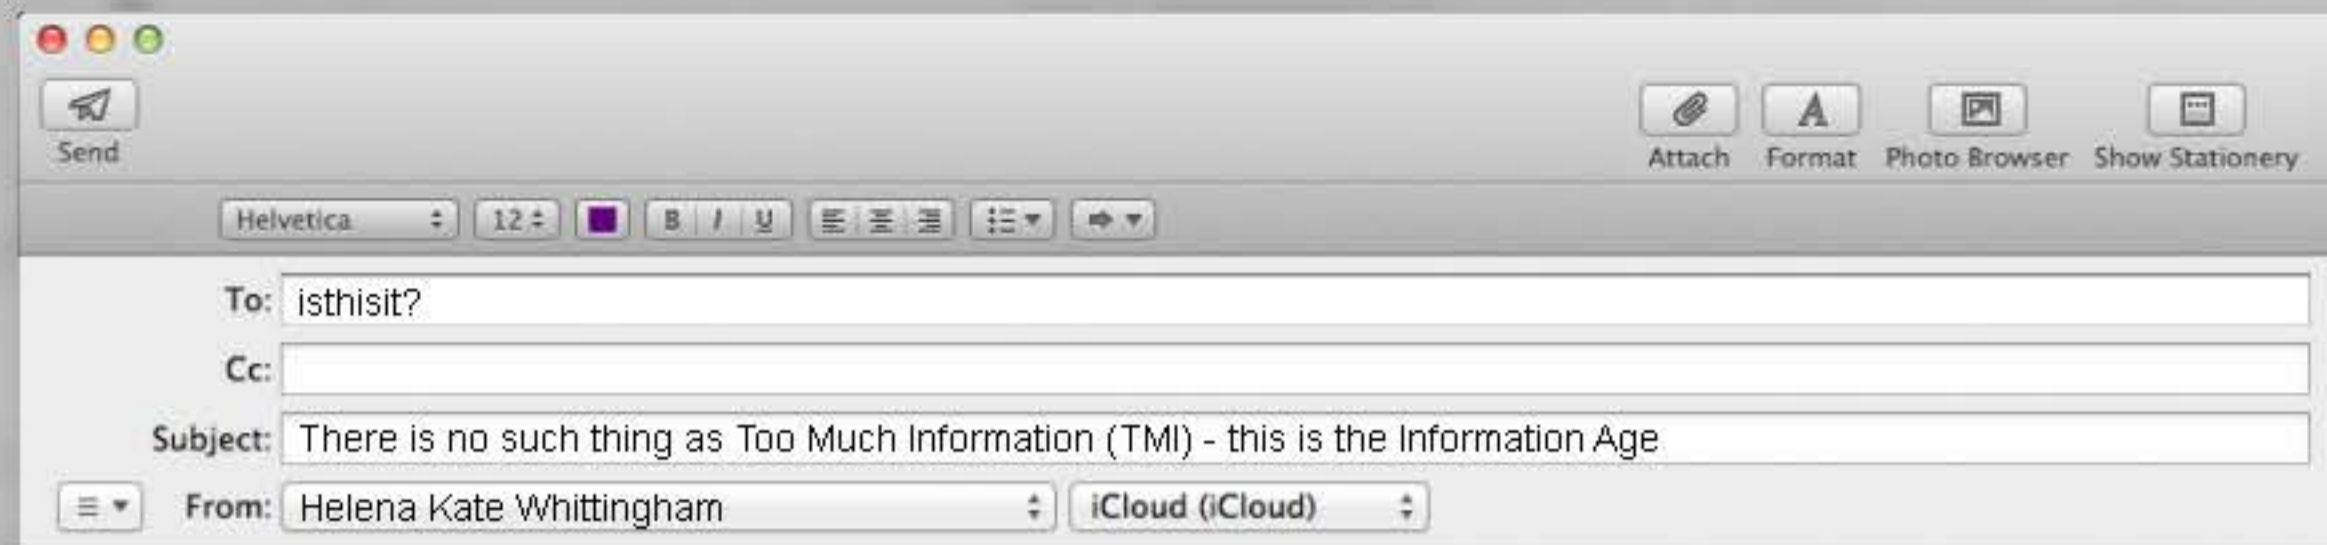 Send
Attach Format Photo Browser Show Stationery
Helvetica 12 B I U
To: isthisit?
Cc:
Subject: There is no such thing as Too Much Information (TMI) - this is the Information Age
From: Helena Kate Whittingham iCloud (iCloud)